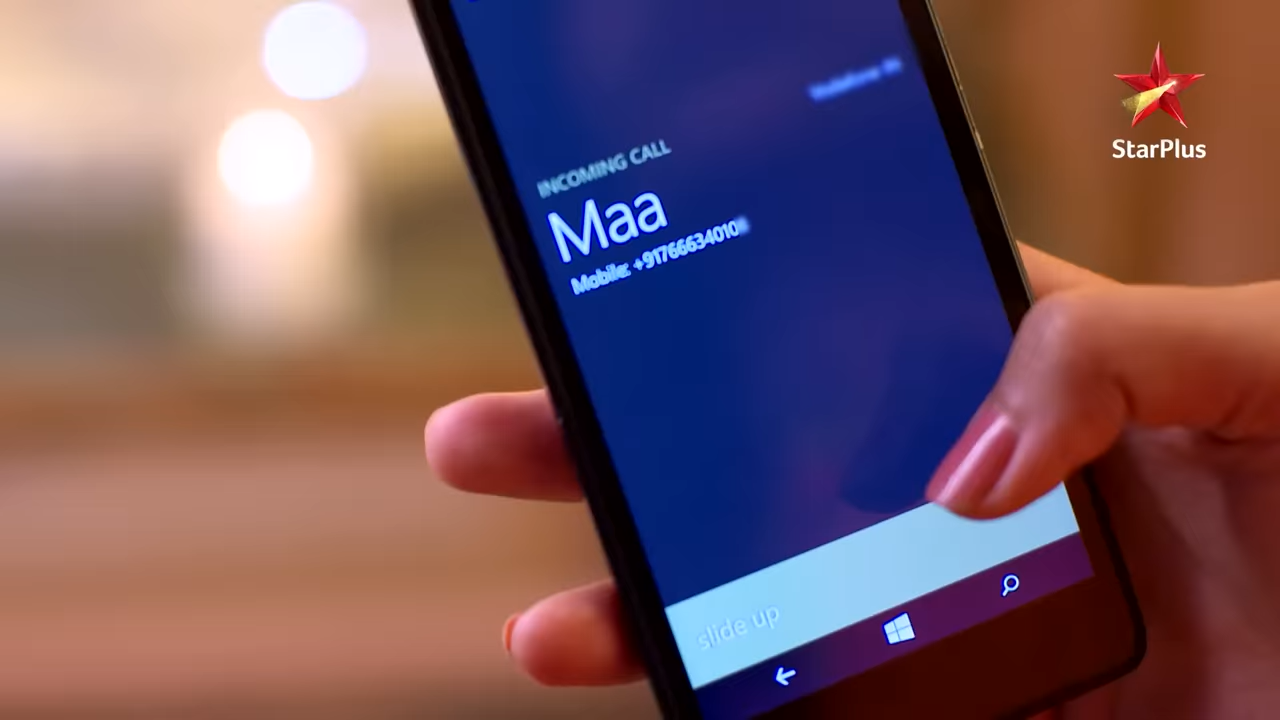 StarPlus
INCOMING CALL
Maa
Mobile: +91766634010
slide up